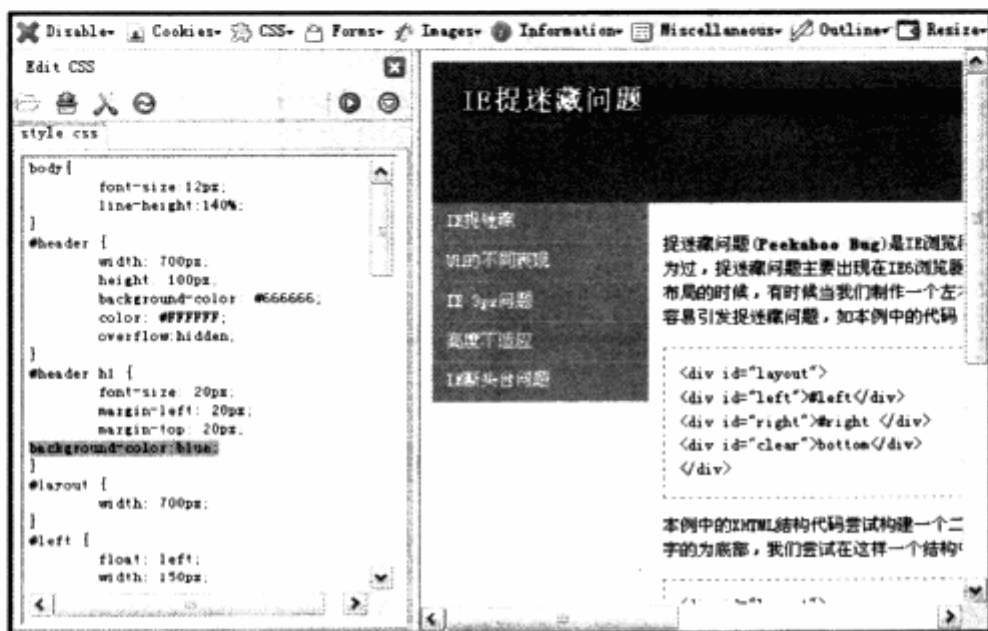 Disable Cookies CSS Forms Images Information Miscellaneous Outline Resize
Edit CSS
style css
body{
font-size:12px;
line-height:140%;
}
#header {
width: 700px;
height: 100px;
background-color: #666666;
color: #FFFFFF;
overflow:hidden;
}
#header h1 {
font-size: 20px;
margin-left: 20px;
margin-top: 20px;
background-color:blue;
}
#layout {
width: 700px;
}
#left {
float: left;
width: 150px;
IE捉迷藏问题
IE捉迷藏
UL的不同表现
IE 3px问题
高度不适应
IE断头台问题
捉迷藏问题(Peekaboo Bug)是IE浏览
为过，捉迷藏问题主要出现在IE6浏览器
布局的时候，有时候当我们制作一个左
容易引发捉迷藏问题，如本例中的代码
<div id="layout">
<div id="left">#left</div>
<div id="right">#right </div>
<div id="clear">bottom</div>
</div>
本例中的XHTML结构代码尝试构建一个二
字的为底部，我们尝试在这样一个结构